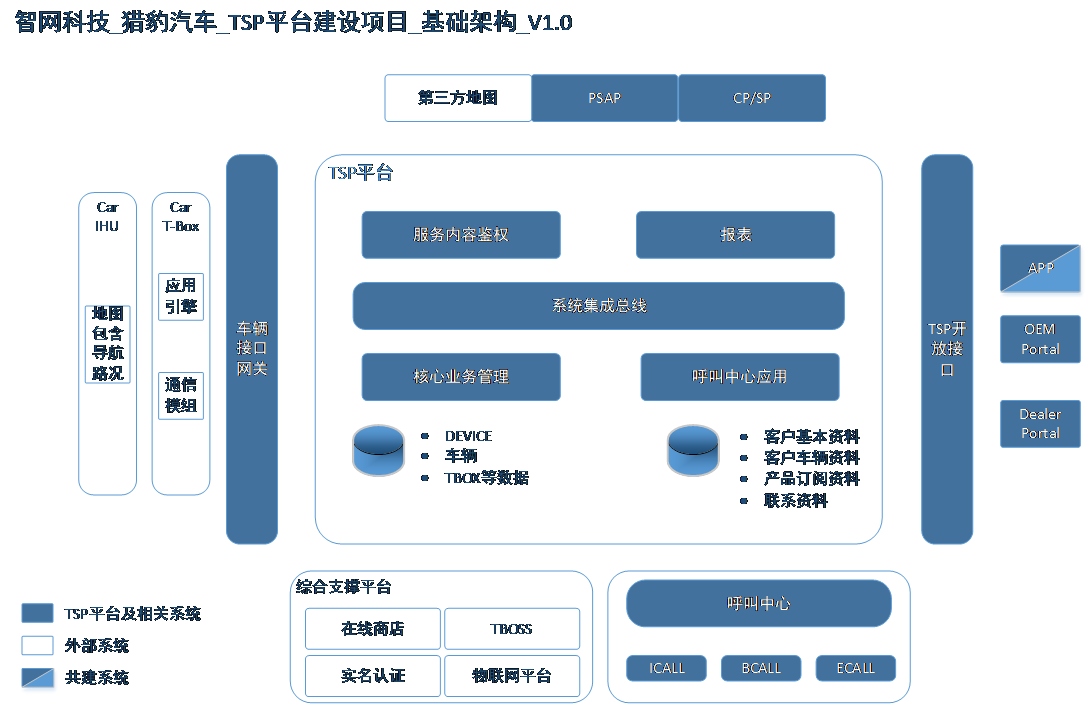 智网科技_猎豹汽车_TSP平台建设项目_基础架构_V1.0
第三方地图
PSAP
CP/SP
Car
IHU
地图
包含
导航
路况
Car
T-Box
应用
引擎
通信
模组
车辆
接口
网关
TSP平台
服务内容鉴权
报表
系统集成总线
核心业务管理
呼叫中心应用
• DEVICE
• 车辆
• TBOX等数据
• 客户基本资料
• 客户车辆资料
• 产品订阅资料
• 联系资料
TSP开
放接
口
APP
OEM
Portal
Dealer
Portal
综合支撑平台
在线商店
TBOSS
实名认证
物联网平台
呼叫中心
ICALL
BCALL
ECALL
TSP平台及相关系统
外部系统
共建系统